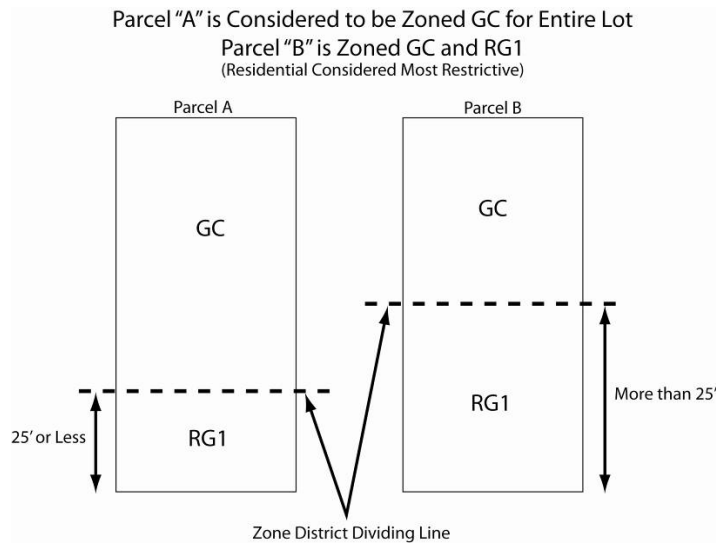 Parcel “A” is Considered to be Zoned GC for Entire Lot
Parcel “B” is Zoned GC and RG1
(Residential Considered Most Restrictive)
Parcel A
Parcel B
GC
GC
More than 25’
RG1
RG1
25’ or Less
Zone District Dividing Line